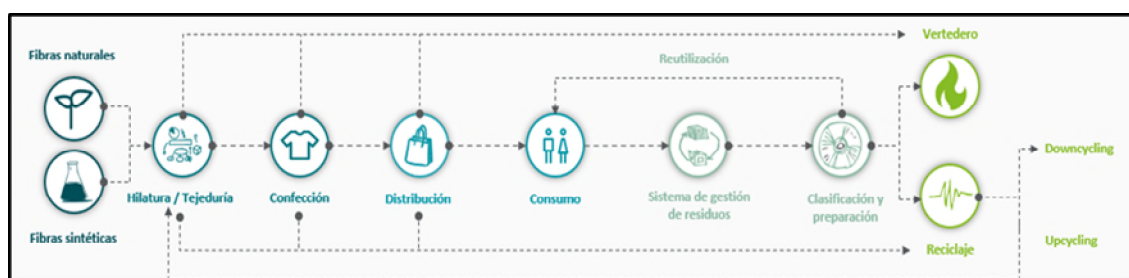 Fibras naturales
Vertedero
Reutilización
Downcycling
Hilatura / Tejeduría
Confección
Distribución
Consumo
Sistema de gestión
de residuos
Clasificación y
preparación
Fibras sintéticas
Reciclaje
Upcycling